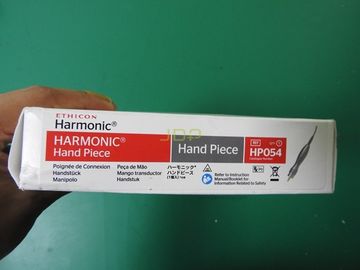 ETHICON
Harmonic®
HARMONIC®
Hand Piece
Hand Piece
REF
HP054
Poignée de Connexion
Peça de Mão
Handstück
Mango transductor
Manipolo
Handstuk
ハーモニック®
ハンドピース
Refer to Instruction
Manual/Booklet for
Information Related to Safety
JDP